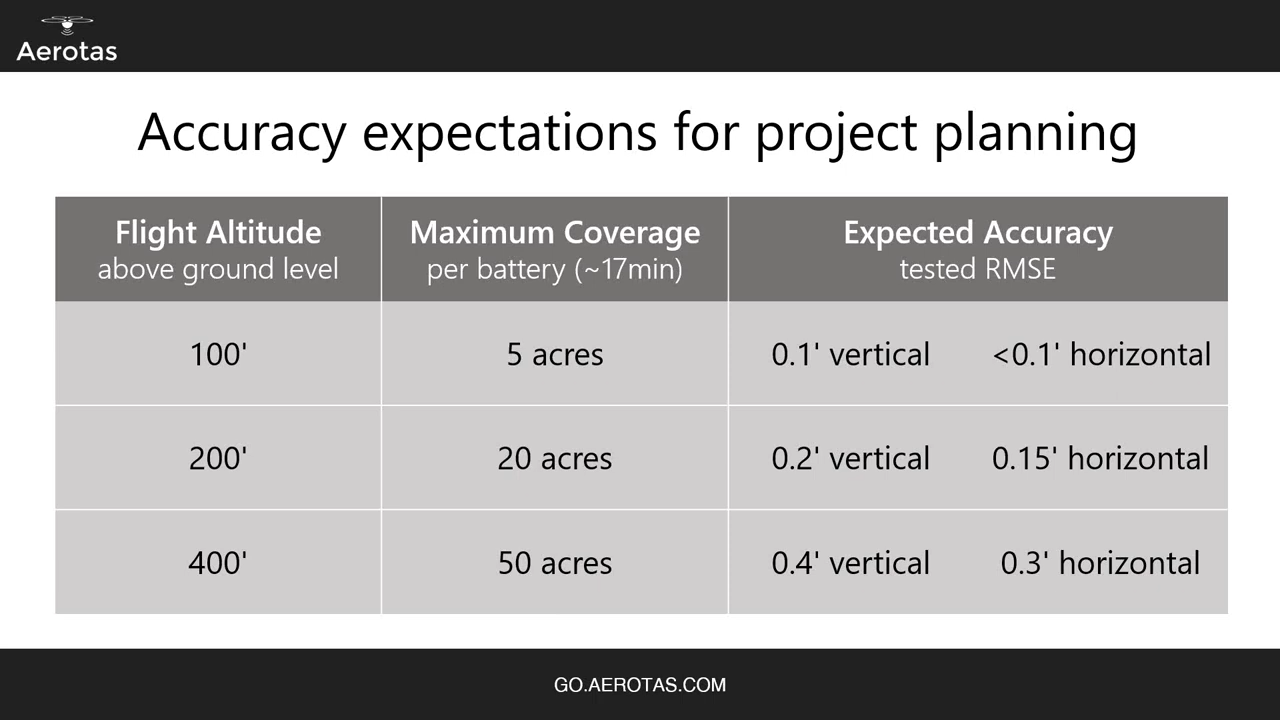 Aerotas
Accuracy expectations for project planning
Flight Altitude
above ground level
Maximum Coverage
per battery (~17min)
Expected Accuracy
tested RMSE
100' 5 acres 0.1' vertical <0.1' horizontal
200' 20 acres 0.2' vertical 0.15' horizontal
400' 50 acres 0.4' vertical 0.3' horizontal
GO.AEROTAS.COM